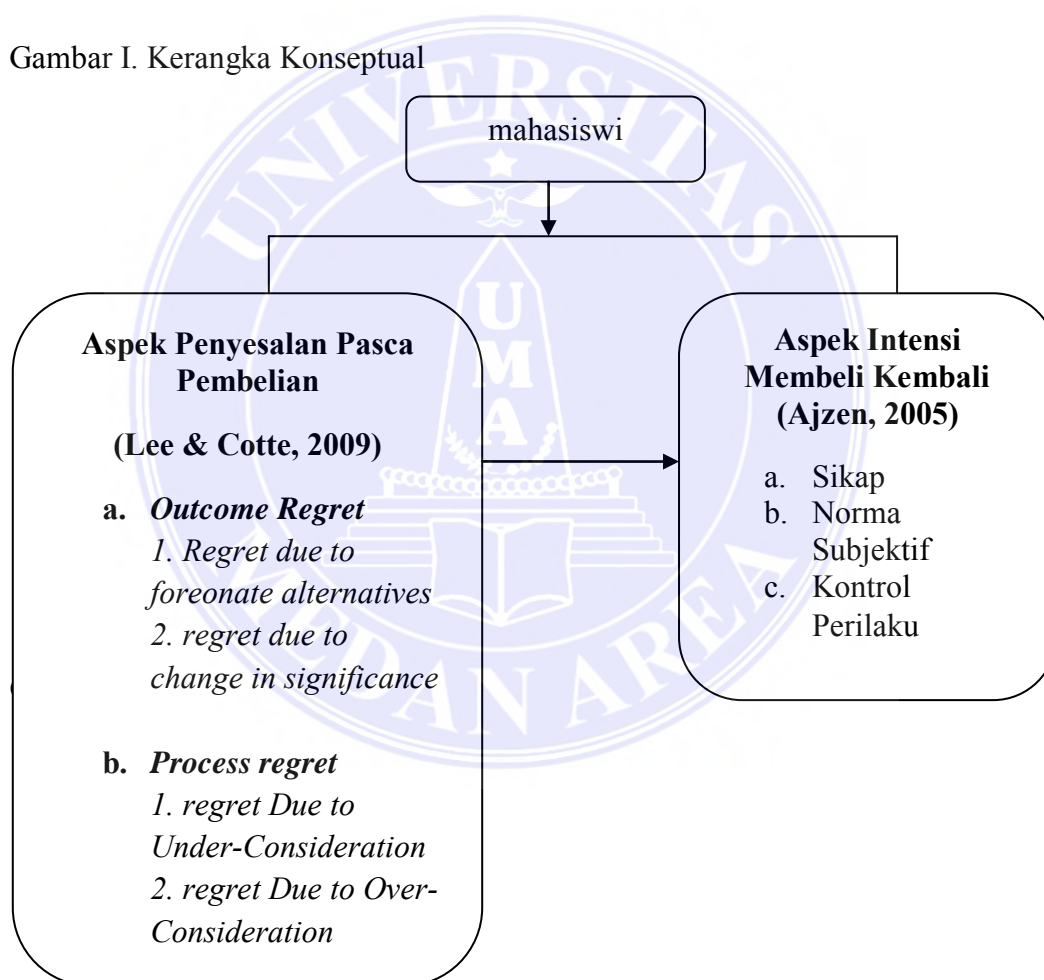 Gambar I. Kerangka Konseptual
mahasiswi
Aspek Penyesalan Pasca
Pembelian
(Lee & Cotte, 2009)
a. Outcome Regret
1. Regret due to
foreonate alternatives
2. regret due to
change in significance
b. Process regret
1. regret Due to
Under-Consideration
2. regret Due to Over-
Consideration
Aspek Intensi
Membeli Kembali
(Ajzen, 2005)
a. Sikap
b. Norma
Subjektif
c. Kontrol
Perilaku
UNIVERSITAS
MEDAN AREA
UMA